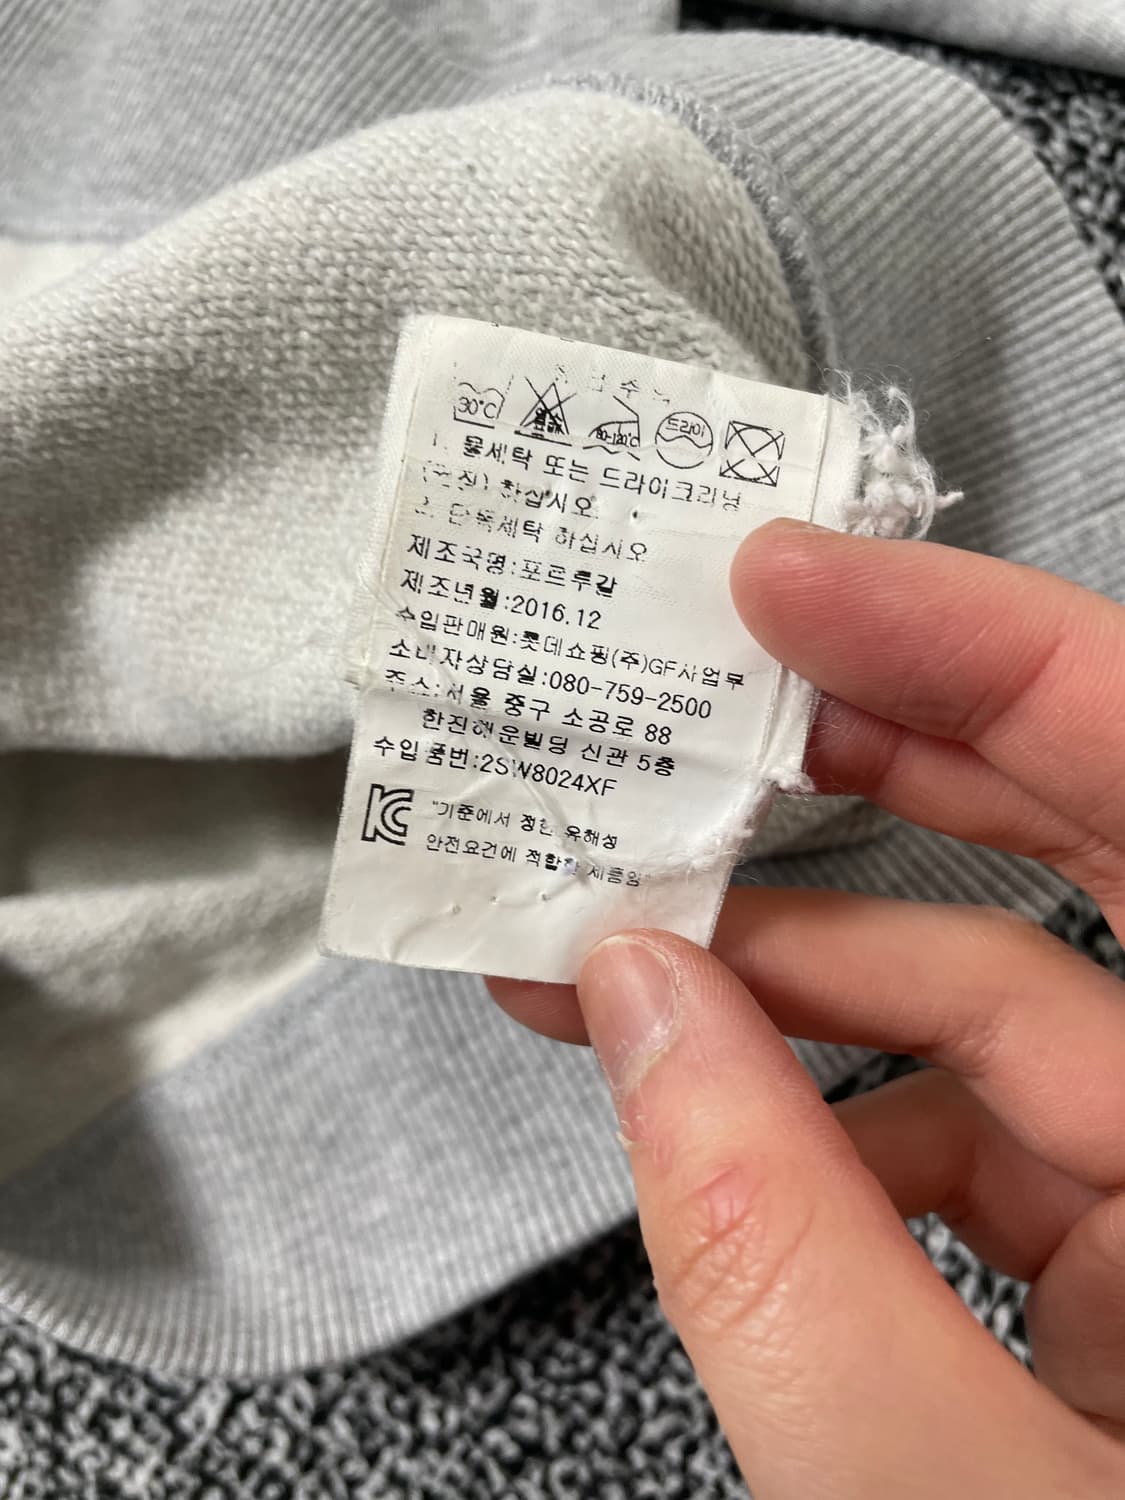 30°C 80-120°C 드라이
1. 물세탁 또는 드라이크리닝
하십시오.
2. 단독세탁 하십시오
제조국명:포르투갈
제조년월:2016.12
수입판매원:롯데쇼핑(주)GF사업부
소비자상담실:080-759-2500
주소:서울 중구 소공로 88
한진해운빌딩 신관 5층
수입품번:2SW8024XF
"기준에서 정한 유해성
안전요건에 적합한 제품임"